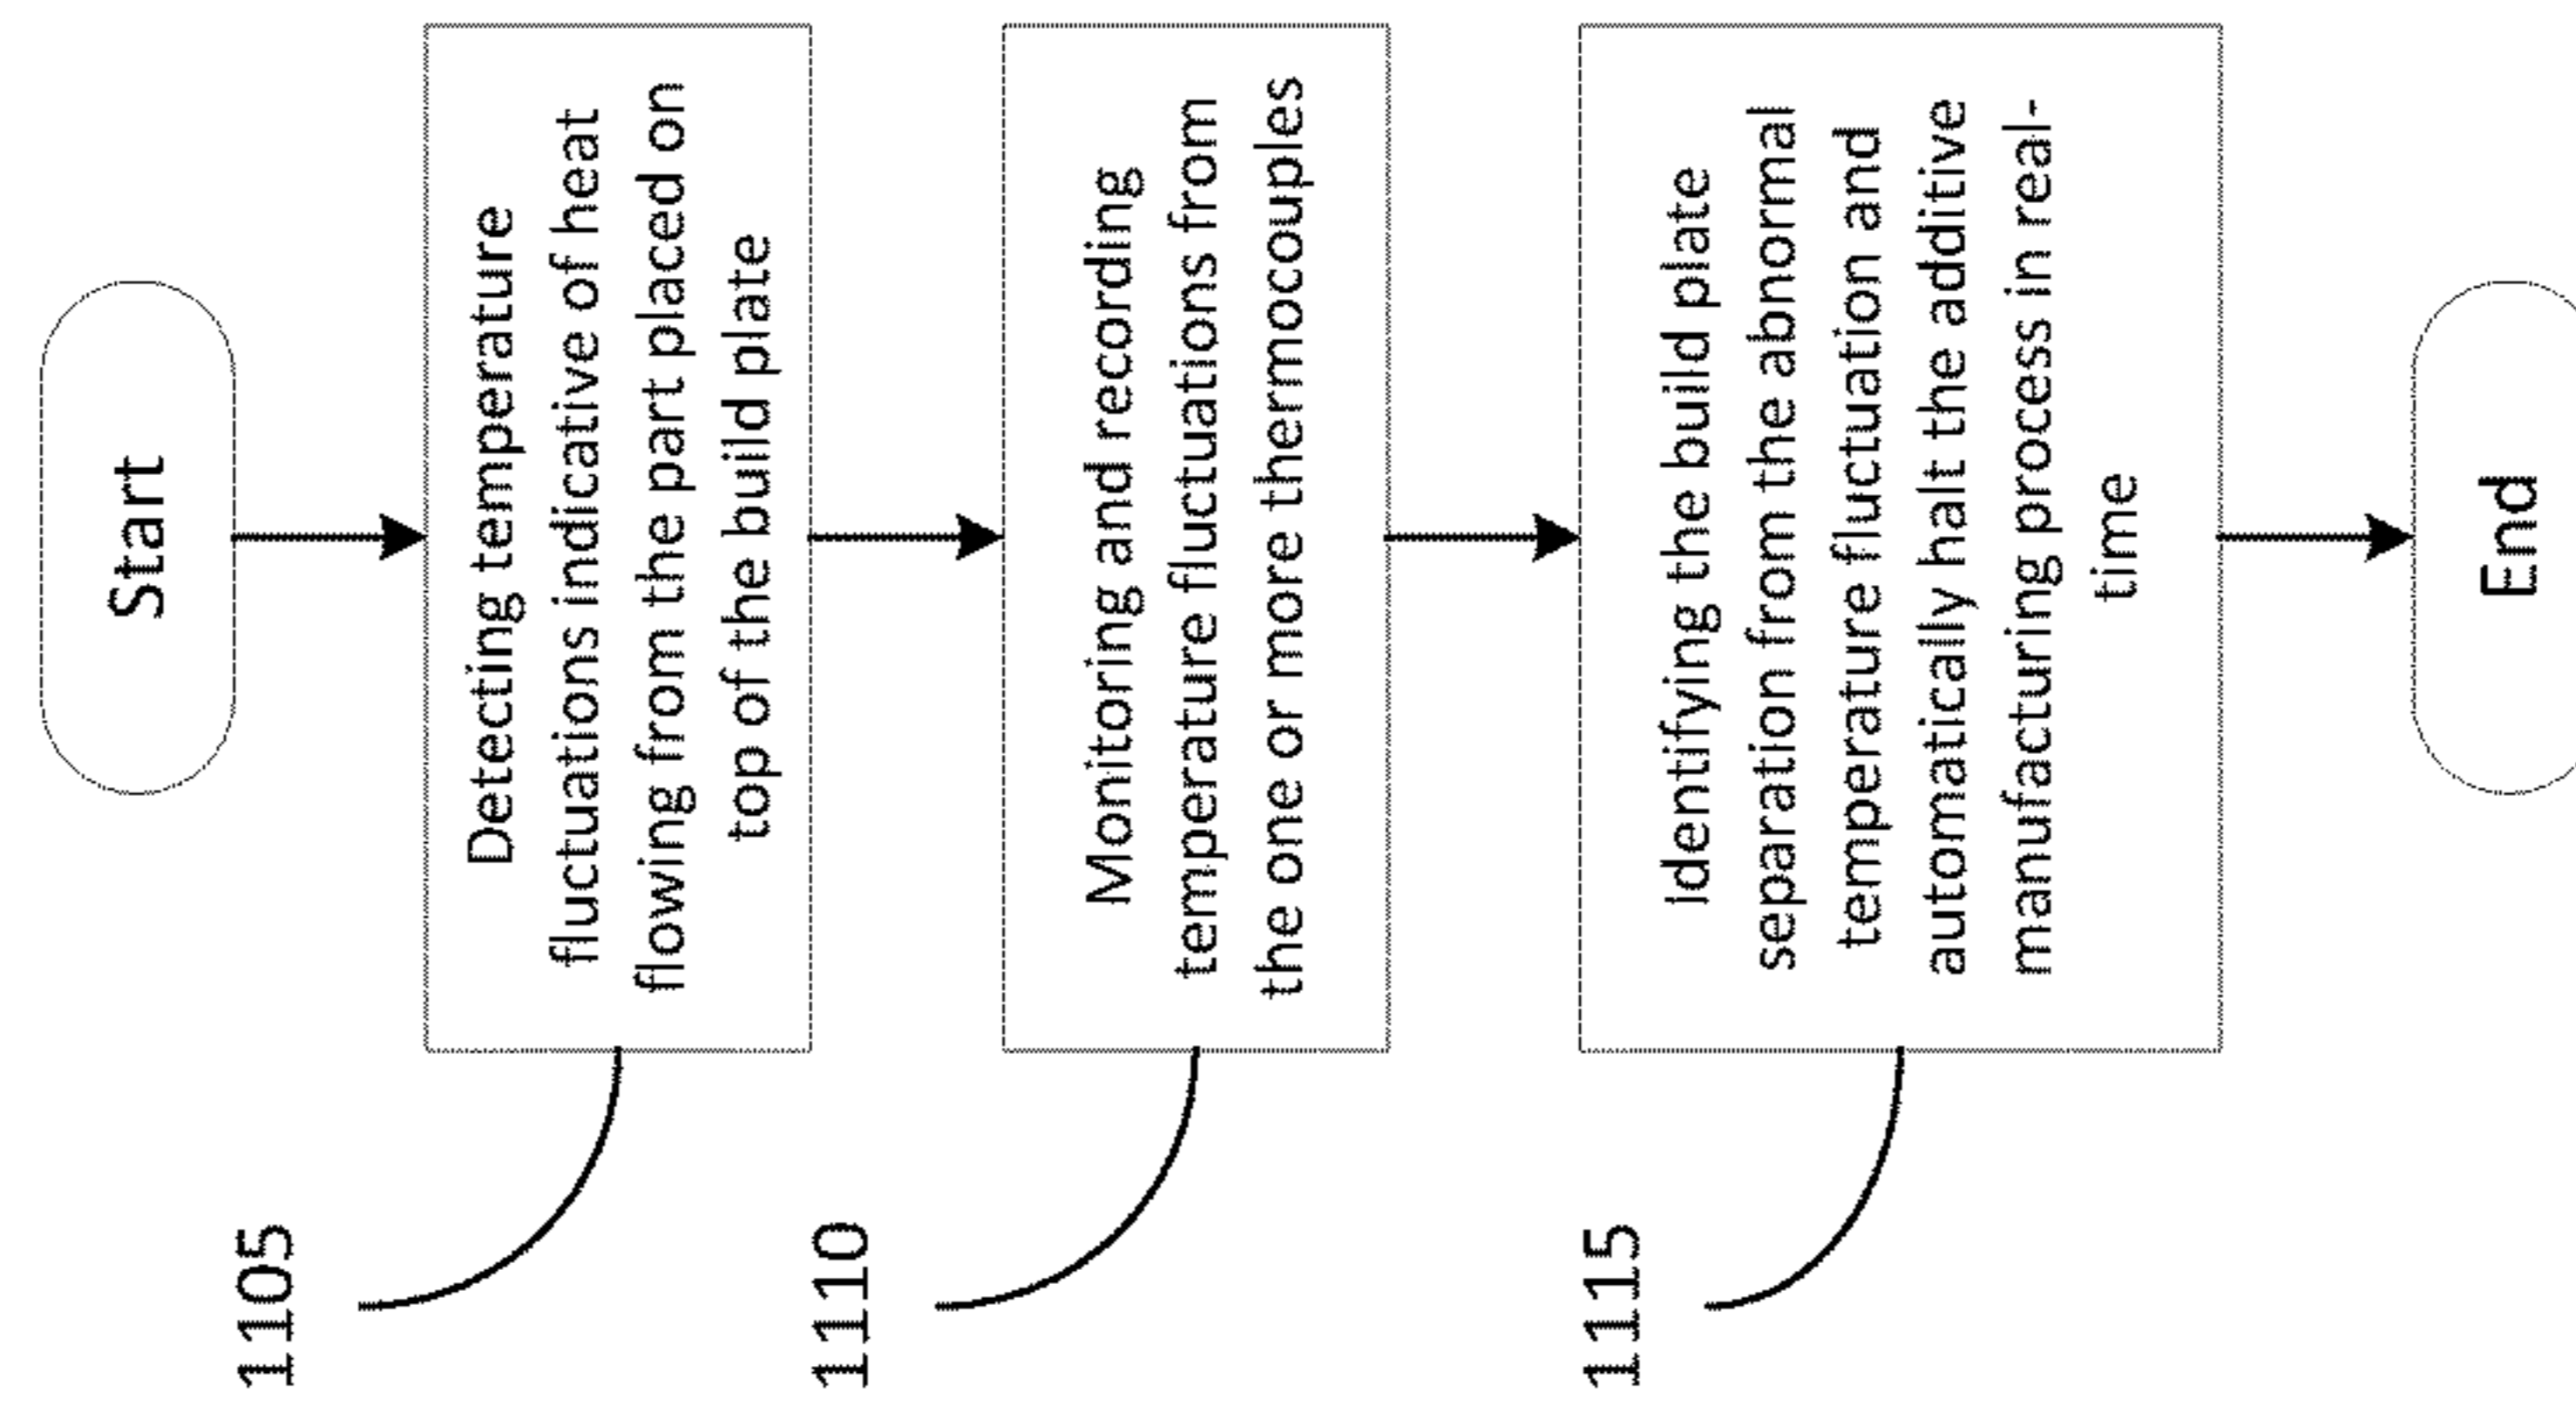 Start
1105
Detecting temperature
fluctuations indicative of heat
flowing from the part placed on
top of the build plate
1110
Monitoring and recording
temperature fluctuations from
the one or more thermocouples
1115
identifying the build plate
separation from the abnormal
temperature fluctuation and
automatically halt the additive
manufacturing process in real-
time
End